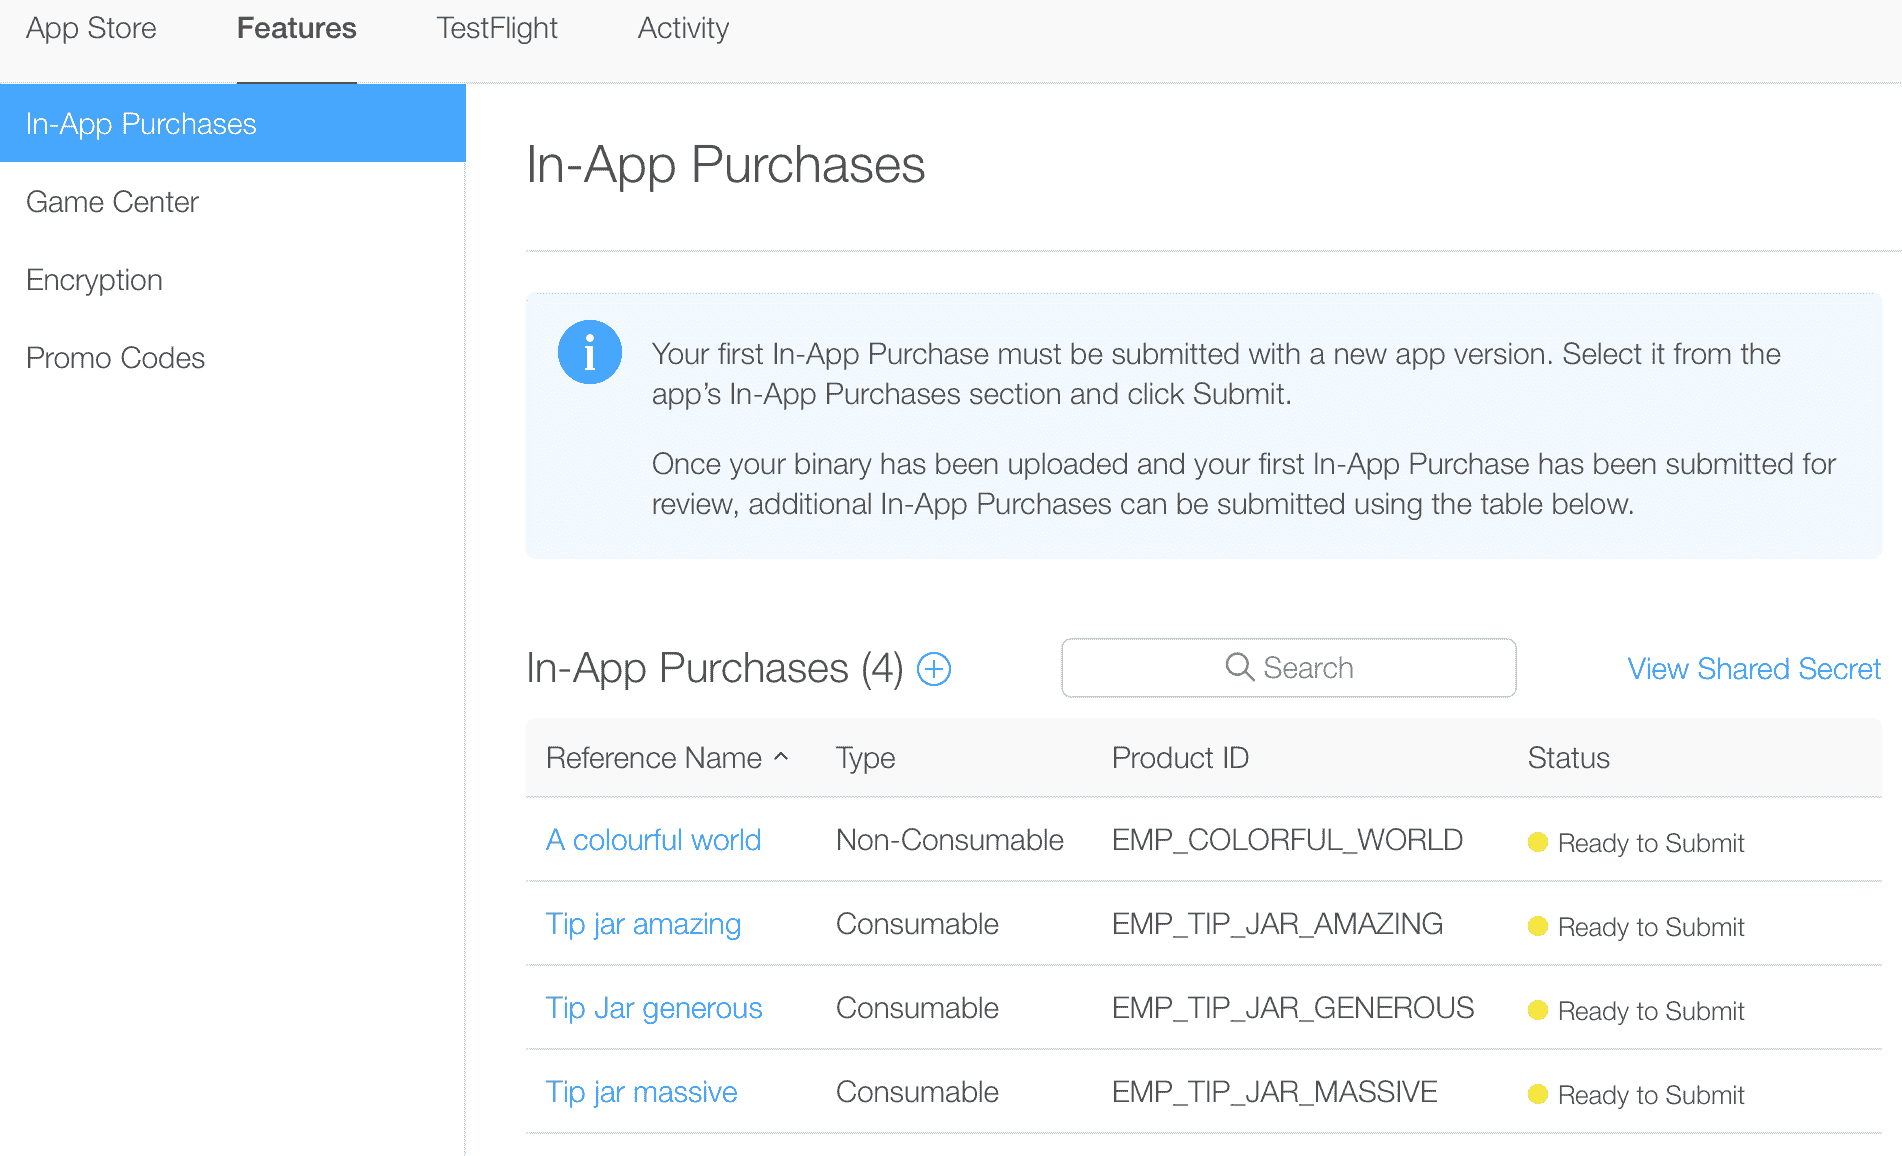 App Store Features TestFlight Activity
In-App Purchases
Game Center
Encryption
Promo Codes
In-App Purchases
Your first In-App Purchase must be submitted with a new app version. Select it from the
app’s In-App Purchases section and click Submit.
Once your binary has been uploaded and your first In-App Purchase has been submitted for
review, additional In-App Purchases can be submitted using the table below.
In-App Purchases (4) Search View Shared Secret
Reference Name Type Product ID Status
A colourful world Non-Consumable EMP_COLORFUL_WORLD Ready to Submit
Tip jar amazing Consumable EMP_TIP_JAR_AMAZING Ready to Submit
Tip Jar generous Consumable EMP_TIP_JAR_GENEROUS Ready to Submit
Tip jar massive Consumable EMP_TIP_JAR_MASSIVE Ready to Submit